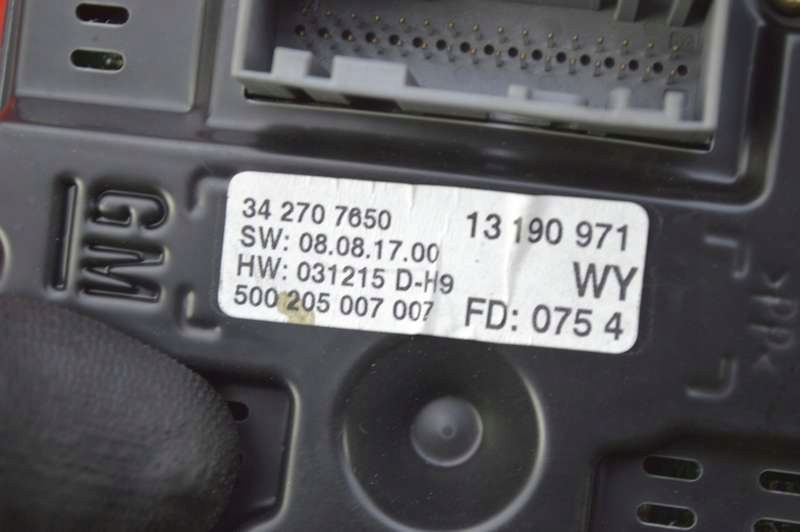 GM
34 270 7650
SW: 08.08.17.00
HW: 031215 D-H9
500 205 007 007
13 190 971
WY
FD: 075 4
>PP<